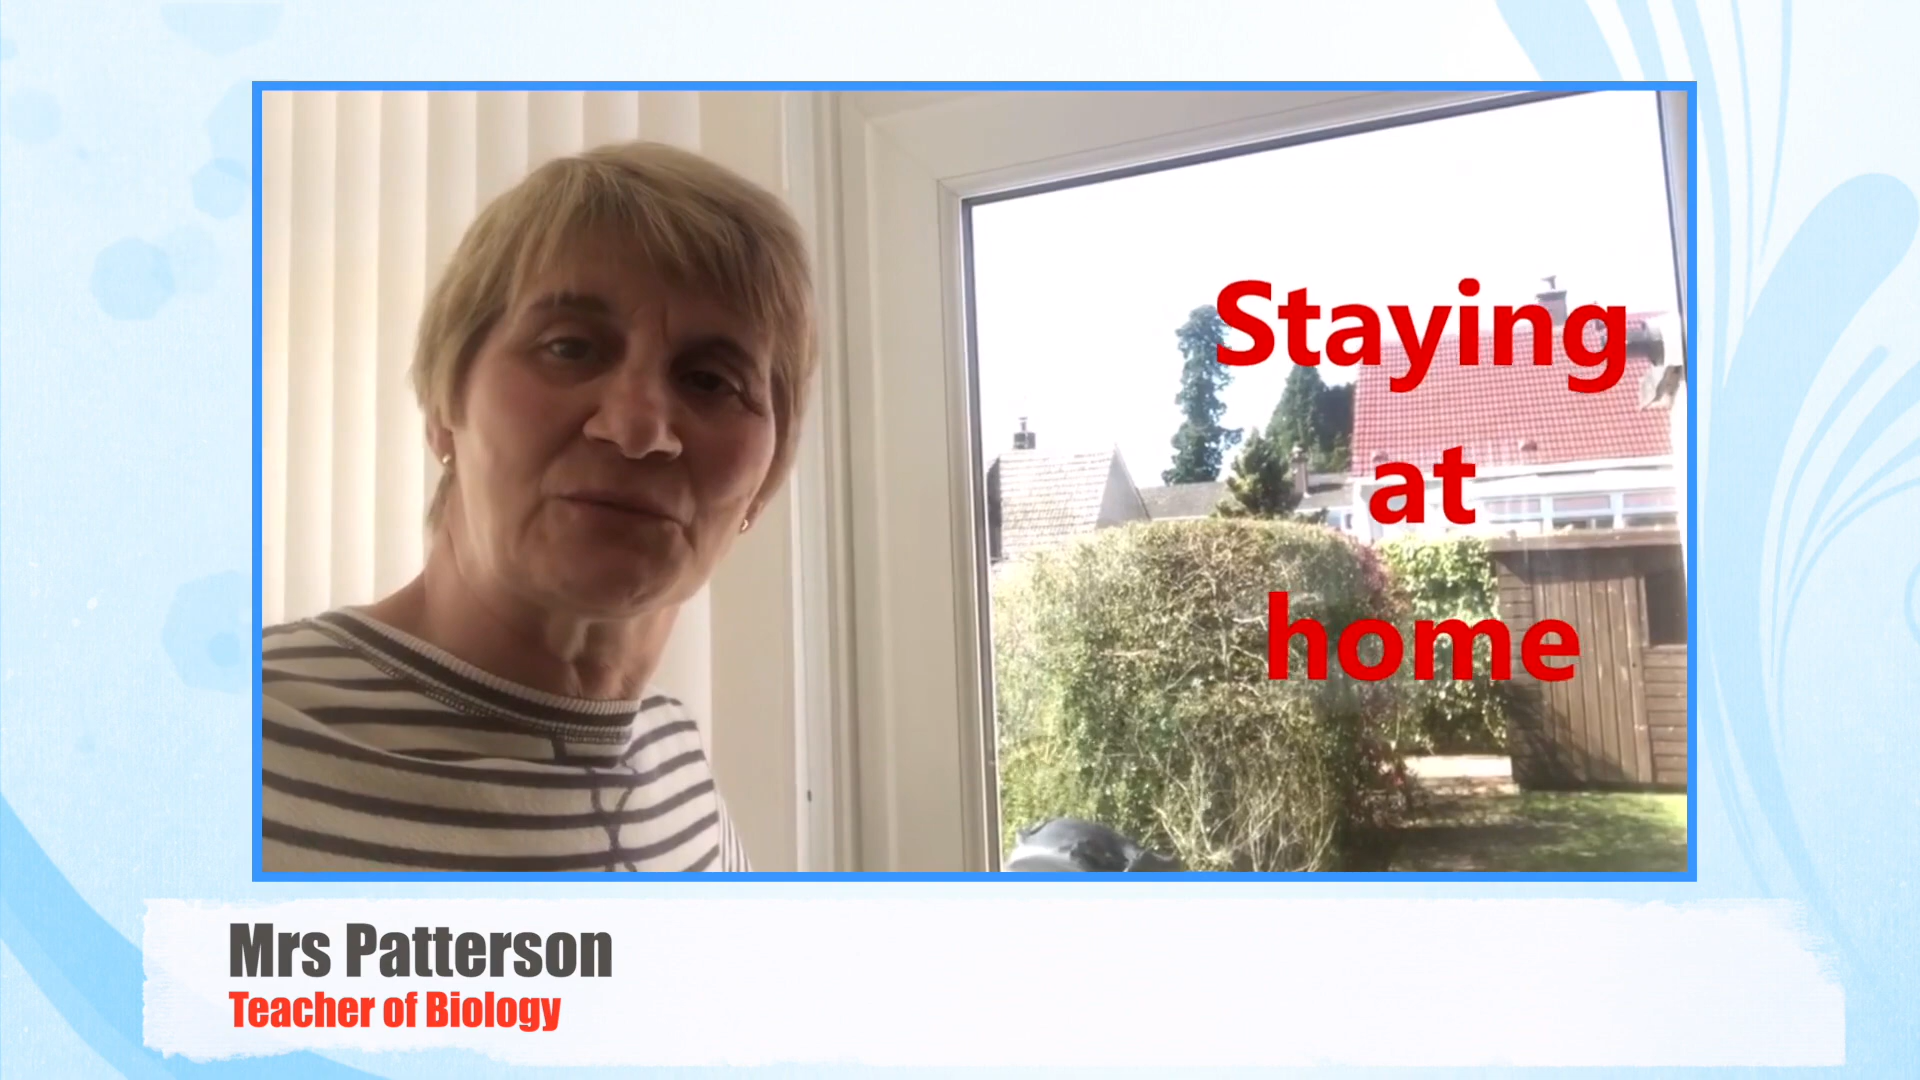 Staying
at
home
Mrs Patterson
Teacher of Biology